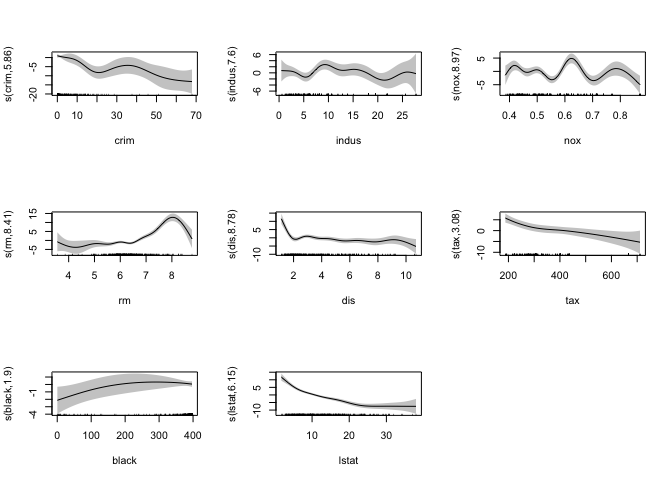 s(crim,5.86)
-20
-5
0 10 30 50 70
crim
s(indus,7.6)
-6
0
6
0 5 10 15 20 25
indus
s(nox,8.97)
-5
5
0.4 0.5 0.6 0.7 0.8
nox
s(rm,8.41)
-5
5
15
4 5 6 7 8
rm
s(dis,8.78)
-10
5
2 4 6 8 10
dis
s(tax,3.08)
-10
0
200 400 600
tax
s(black,1.9)
-4
-1
0 100 200 300 400
black
s(lstat,6.15)
-10
5
10 20 30
lstat